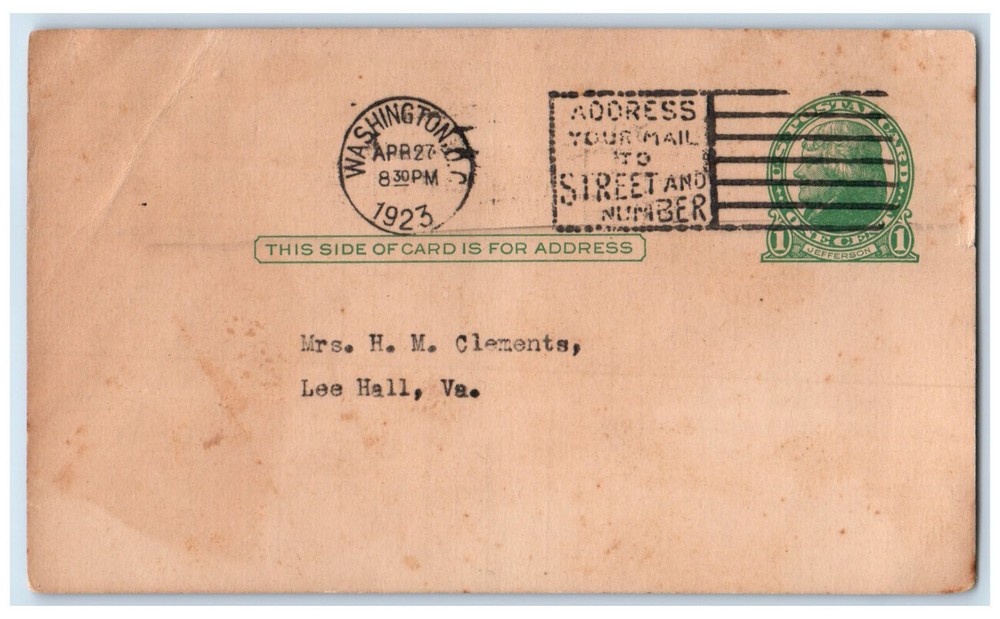 WASHINGTON, D.C.
APR 27
8 30 PM
1923
ADDRESS
YOUR MAIL
TO
STREET AND
NUMBER
U.S. POSTAL CARD
1 ONE CENT 1
JEFFERSON
THIS SIDE OF CARD IS FOR ADDRESS
Mrs. H. M. Clements,
Lee Hall, Va.